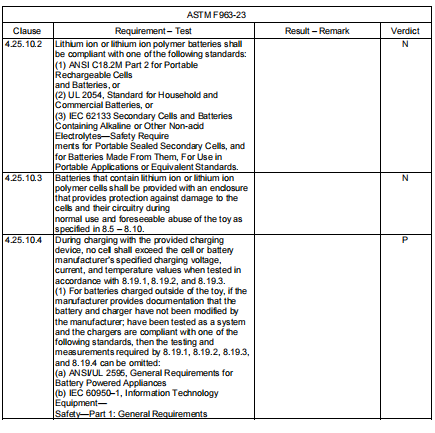 ASTM F963-23
Clause Requirement – Test Result – Remark Verdict
4.25.10.2 Lithium ion or lithium ion polymer batteries shall N
be compliant with one of the following standards:
(1) ANSI C18.2M Part 2 for Portable
Rechargeable Cells
and Batteries, or
(2) UL 2054, Standard for Household and
Commercial Batteries, or
(3) IEC 62133 Secondary Cells and Batteries
Containing Alkaline or Other Non-acid
Electrolytes—Safety Require
ments for Portable Sealed Secondary Cells, and
for Batteries Made From Them, For Use in
Portable Applications or Equivalent Standards.
4.25.10.3 Batteries that contain lithium ion or lithium ion N
polymer cells shall be provided with an enclosure
that provides protection against damage to the
cells and their circuitry during
normal use and foreseeable abuse of the toy as
specified in 8.5 – 8.10.
4.25.10.4 During charging with the provided charging P
device, no cell shall exceed the cell or battery
manufacturer's specified charging voltage,
current, and temperature values when tested in
accordance with 8.19.1, 8.19.2, and 8.19.3.
(1) For batteries charged outside of the toy, if the
manufacturer provides documentation that the
battery and charger have not been modified by
the manufacturer; have been tested as a system
and the chargers are compliant with one of the
following standards, then the testing and
measurements required by 8.19.1, 8.19.2, 8.19.3,
and 8.19.4 can be omitted:
(a) ANSI/UL 2595, General Requirements for
Battery Powered Appliances
(b) IEC 60950–1, Information Technology
Equipment—
Safety—Part 1: General Requirements